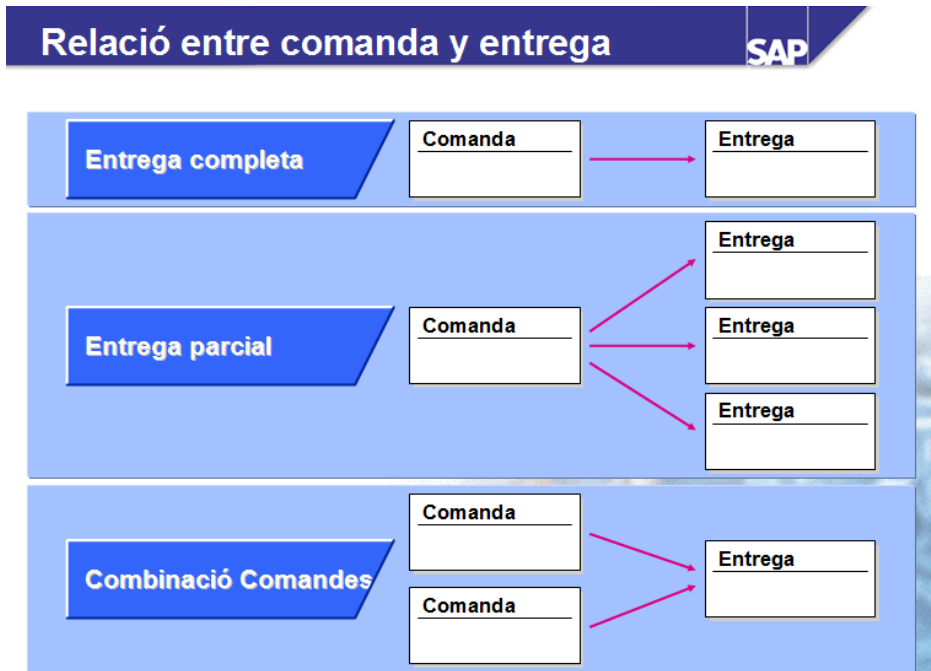 Relació entre comanda y entrega
SAP
Entrega completa
Comanda
Entrega
Entrega parcial
Comanda
Entrega
Entrega
Entrega
Combinació Comandes
Comanda
Comanda
Entrega